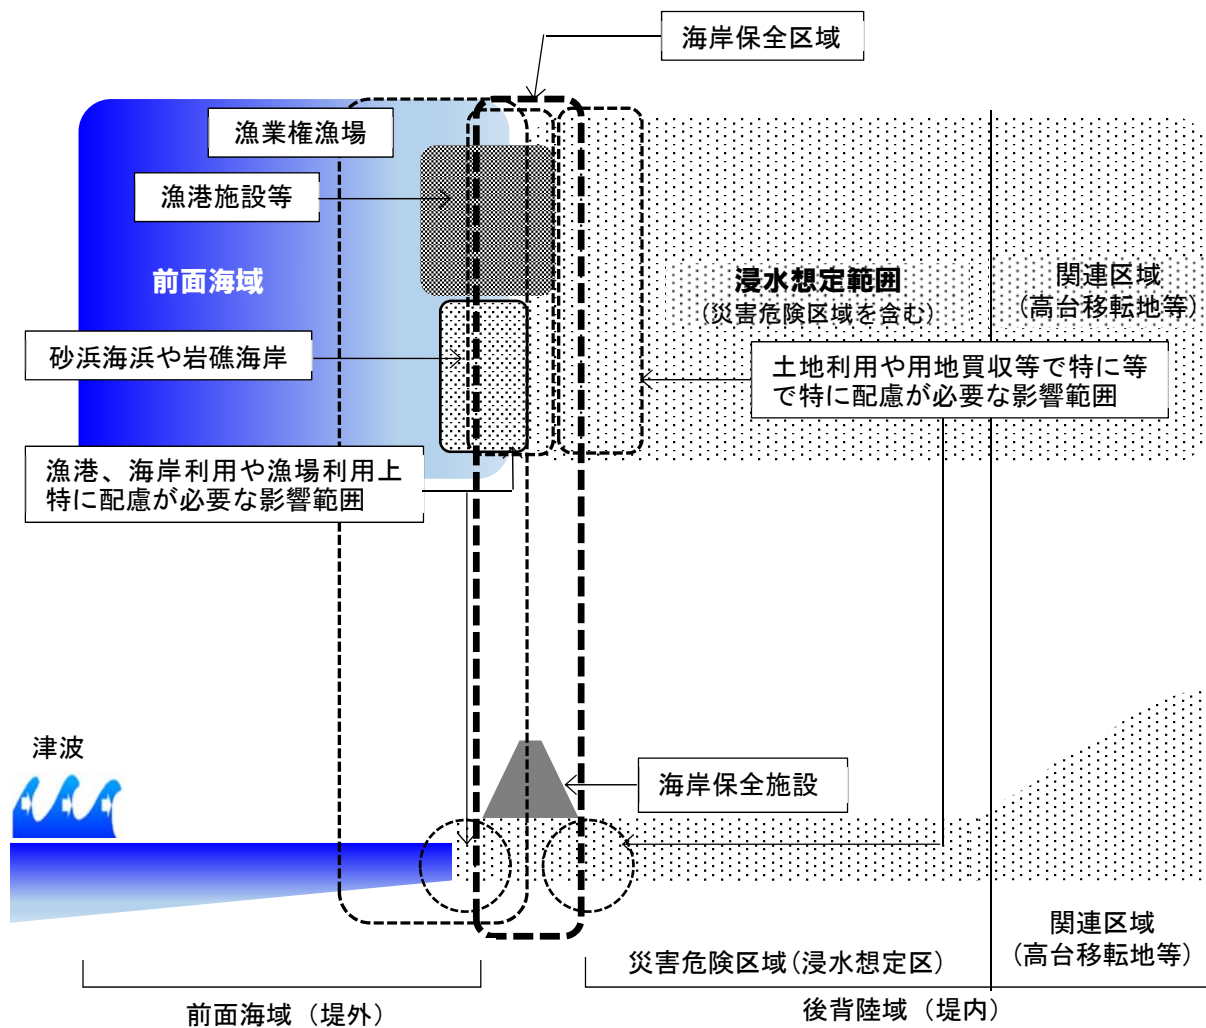 海岸保全区域
漁業権漁場
漁港施設等
前面海域
浸水想定範囲
(災害危険区域を含む)
関連区域
(高台移転地等)
砂浜海浜や岩礁海岸
土地利用や用地買収等で特に等
で特に配慮が必要な影響範囲
漁港、海岸利用や漁場利用上
特に配慮が必要な影響範囲
津波
海岸保全施設
関連区域
(高台移転地等)
災害危険区域(浸水想定区)
前面海域（堤外）
後背陸域（堤内）